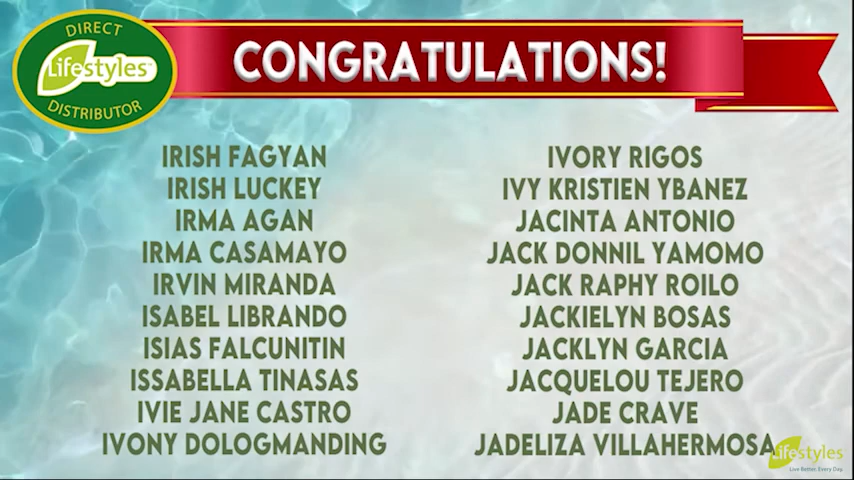 DIRECT
Lifestyles
DISTRIBUTOR
CONGRATULATIONS!
IRISH FAGYAN
IRISH LUCKEY
IRMA AGAN
IRMA CASAMAYO
IRVIN MIRANDA
ISABEL LIBRANDO
ISIAS FALCUNITIN
ISSABELLA TINASAS
IVIE JANE CASTRO
IVONY DOLOGMANDING
IVORY RIGOS
IVY KRISTIEN YBANEZ
JACINTA ANTONIO
JACK DONNIL YAMOMO
JACK RAPHY ROILO
JACKIELYN BOSAS
JACKLYN GARCIA
JACQUELOU TEJERO
JADE CRAVE
JADELIZA VILLAHERMOSA
Lifestyles
Live Better. Every Day.